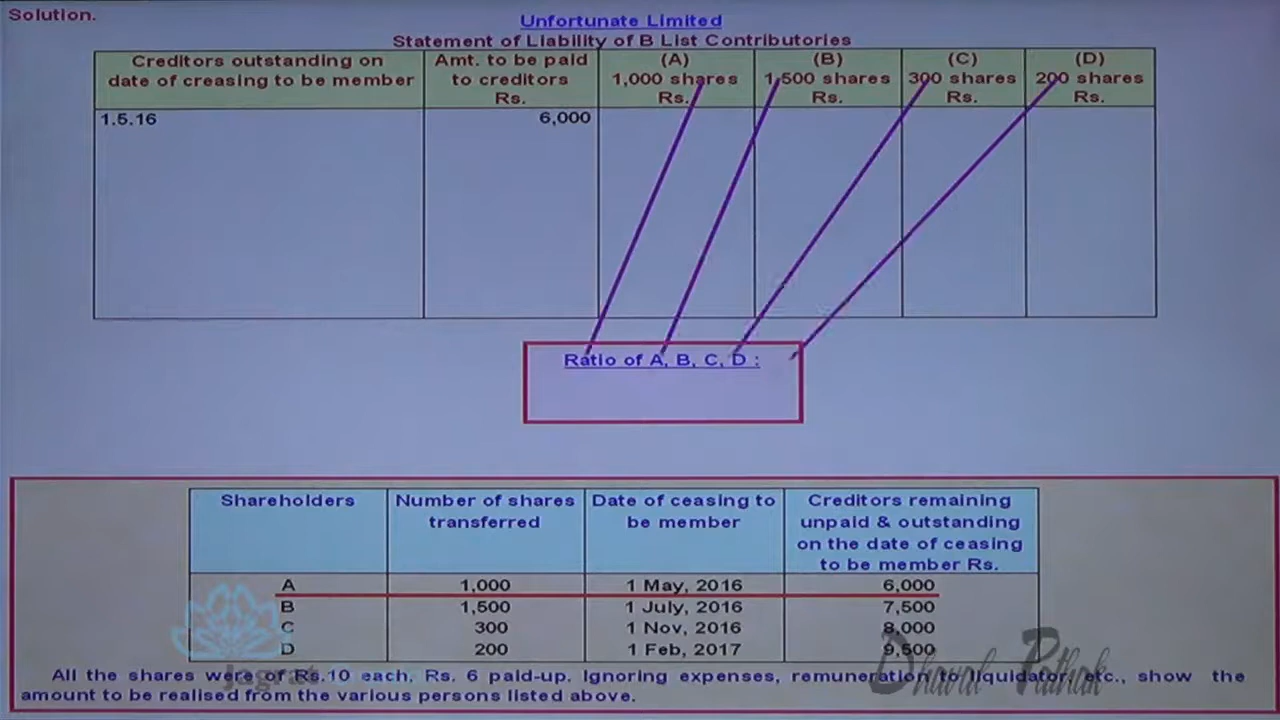 Solution.
Unfortunate Limited
Statement of Liability of B List Contributories
Creditors outstanding on date of creasing to be member | Amt. to be paid to creditors Rs. | (A) 1,000 shares Rs. | (B) 1,500 shares Rs. | (C) 300 shares Rs. | (D) 200 shares Rs.
1.5.16 | 6,000
Ratio of A, B, C, D :
Shareholders | Number of shares transferred | Date of ceasing to be member | Creditors remaining unpaid & outstanding on the date of ceasing to be member Rs.
A | 1,000 | 1 May, 2016 | 6,000
B | 1,500 | 1 July, 2016 | 7,500
C | 300 | 1 Nov, 2016 | 8,000
D | 200 | 1 Feb, 2017 | 9,500
All the shares were of Rs.10 each, Rs. 6 paid-up. Ignoring expenses, remuneration to liquidator, etc., show the
amount to be realised from the various persons listed above.
Jagrat
Dhawal Pathak